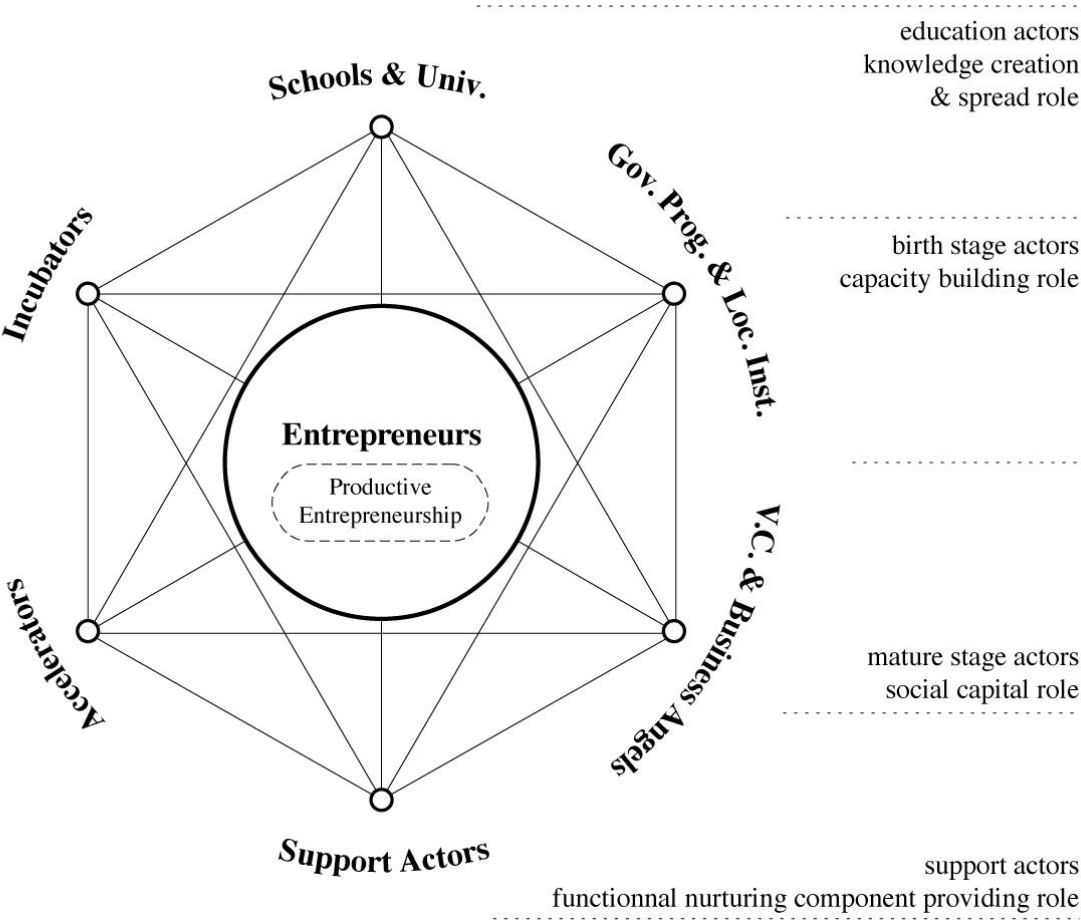 education actors
knowledge creation
& spread role
Schools & Univ.
Gov. Prog. & Loc. Inst.
Incubators
birth stage actors
capacity building role
Entrepreneurs
Productive
Entrepreneurship
V.C. & Business Angels
Accelerators
mature stage actors
social capital role
Support Actors
support actors
functionnal nurturing component providing role